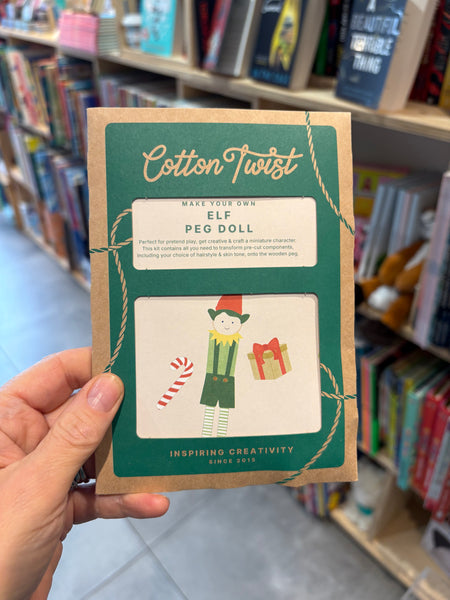 Cotton Twist
MAKE YOUR OWN
ELF
PEG DOLL
Perfect for pretend play, get creative & craft a miniature character.
This kit contains all you need to transform pre-cut components,
including your choice of hairstyle & skin tone, onto the wooden peg.
INSPIRING CREATIVITY
SINCE 2015
A
BEAUTIFUL
TERRIBLE
THING